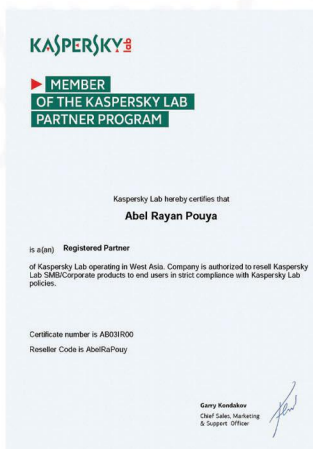 KASPERSKY lab
MEMBER
OF THE KASPERSKY LAB
PARTNER PROGRAM
Kaspersky Lab hereby certifies that
Abel Rayan Pouya
is a(an) Registered Partner
of Kaspersky Lab operating in West Asia. Company is authorized to resell Kaspersky
Lab SMB/Corporate products to end users in strict compliance with Kaspersky Lab
policies.
Certificate number is AB03IR00
Reseller Code is AbelRaPouy
Garry Kondakov
Chief Sales, Marketing
& Support Officer